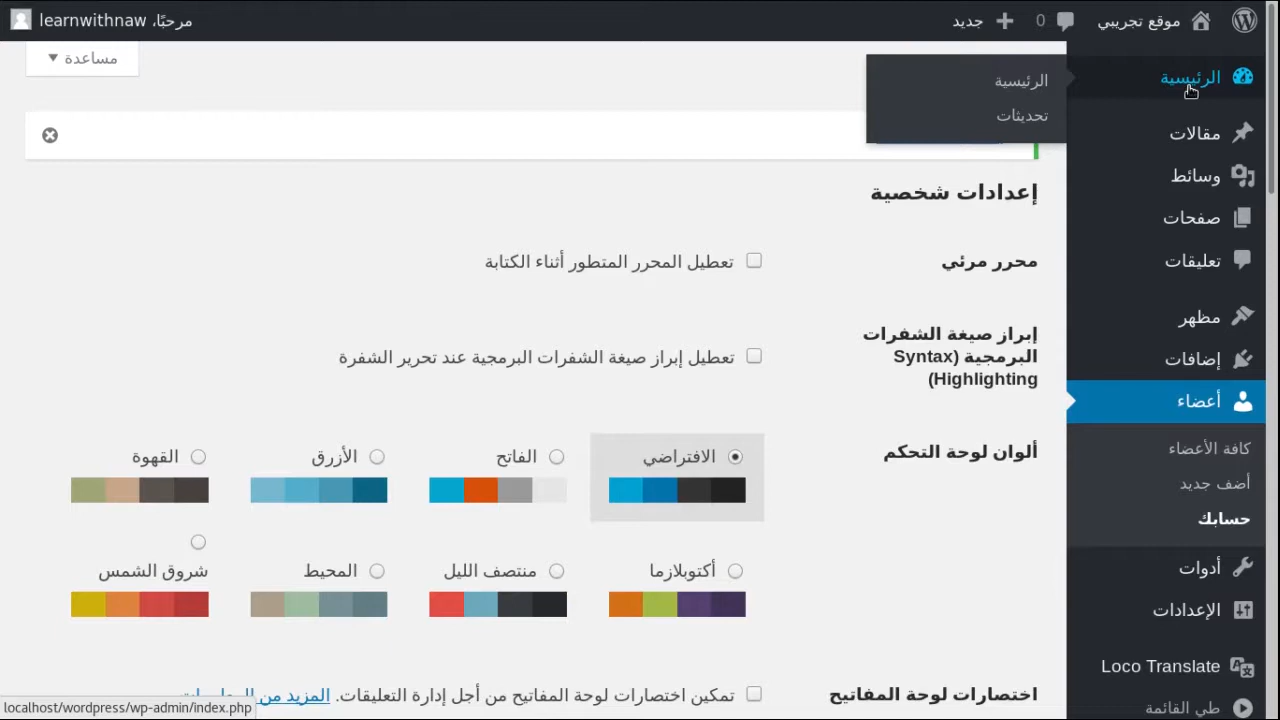 موقع تجريبي
0
جديد
مرحبًا، learnwithnaw
الرئيسية
مقالات
وسائط
صفحات
تعليقات
مظهر
إضافات
أعضاء
كافة الأعضاء
أضف جديد
حسابك
أدوات
الإعدادات
Loco Translate
طي القائمة
الرئيسية
تحديثات
مساعدة
إعدادات شخصية
محرر مرئي
تعطيل المحرر المتطور أثناء الكتابة
إبراز صيغة الشفرات
البرمجية (Syntax
Highlighting)
تعطيل إبراز صيغة الشفرات البرمجية عند تحرير الشفرة
ألوان لوحة التحكم
الافتراضي
الفاتح
الأزرق
القهوة
أكتوبلازما
منتصف الليل
المحيط
شروق الشمس
اختصارات لوحة المفاتيح
تمكين اختصارات لوحة المفاتيح من أجل إدارة التعليقات. المزيد من المعلومات
localhost/wordpress/wp-admin/index.php